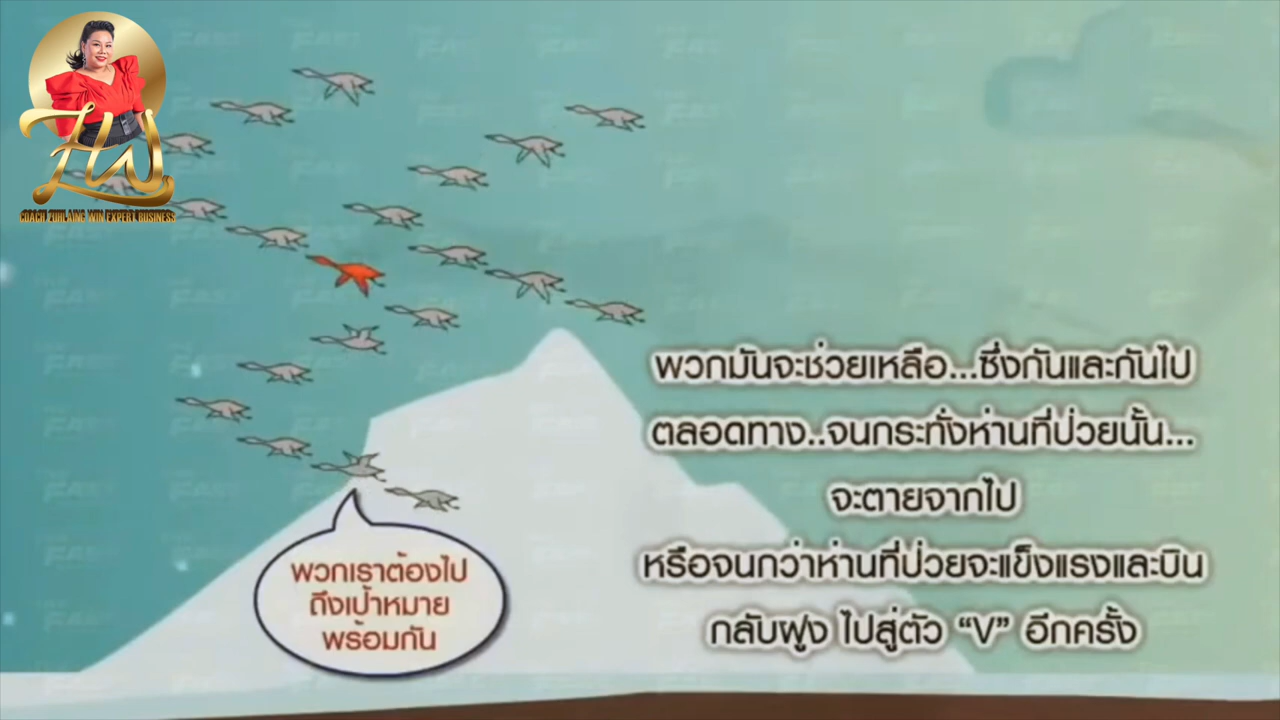 ZW
COACH ZUHLAING WIN EXPERT BUSINESS
พวกมันจะช่วยเหลือ...ซึ่งกันและกันไป
ตลอดทาง..จนกระทั่งห่านที่ป่วยนั้น...
จะตายจากไป
หรือจนกว่าห่านที่ป่วยจะแข็งแรงและบิน
กลับฝูง ไปสู่ตัว “V” อีกครั้ง
พวกเราต้องไป
ถึงเป้าหมาย
พร้อมกัน